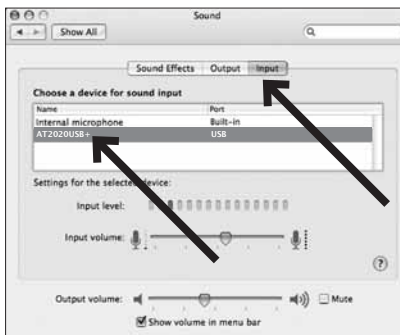 Sound
Show All
Sound Effects Output Input
Choose a device for sound input
Name Port
Internal microphone Built-in
AT2020USB+ USB
Settings for the selected device:
Input level:
Input volume:
?
Output volume: Mute
Show volume in menu bar